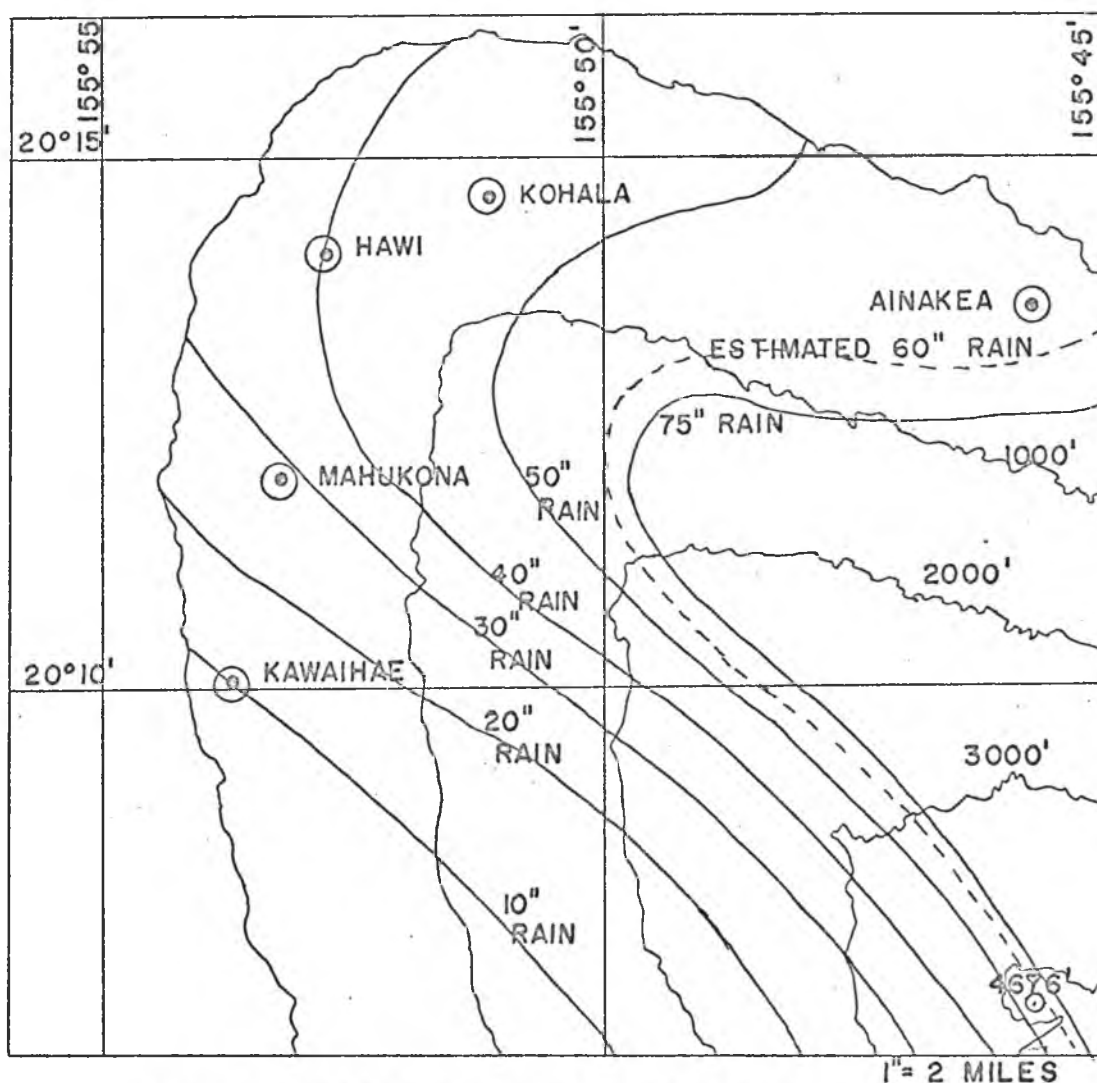 155° 55
155° 50'
155° 45'
20° 15'
KOHALA
HAWI
AINAKEA
ESTIMATED 60" RAIN
75" RAIN
1000'
MAHUKONA
50"
RAIN
2000'
40"
RAIN
30"
RAIN
20° 10'
KAWAIHAE
20"
RAIN
3000'
10"
RAIN
4676'
1"= 2 MILES